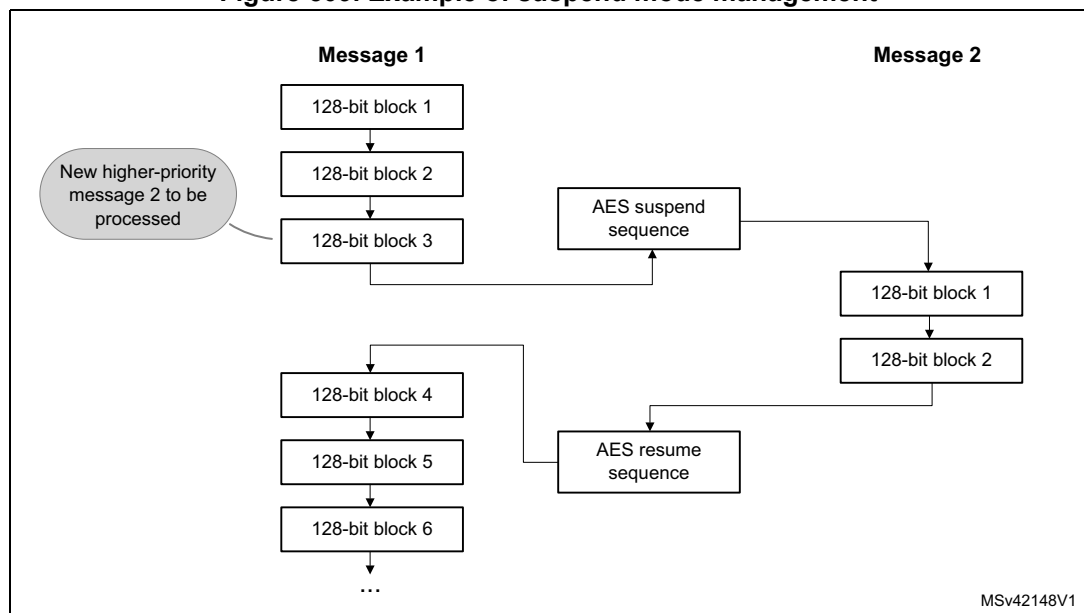 Figure Example of suspend mode management
Message 1
Message 2
128-bit block 1
New higher-priority
message 2 to be
processed
128-bit block 2
128-bit block 3
AES suspend
sequence
128-bit block 1
128-bit block 2
128-bit block 4
AES resume
sequence
128-bit block 5
128-bit block 6
...
MSv42148V1